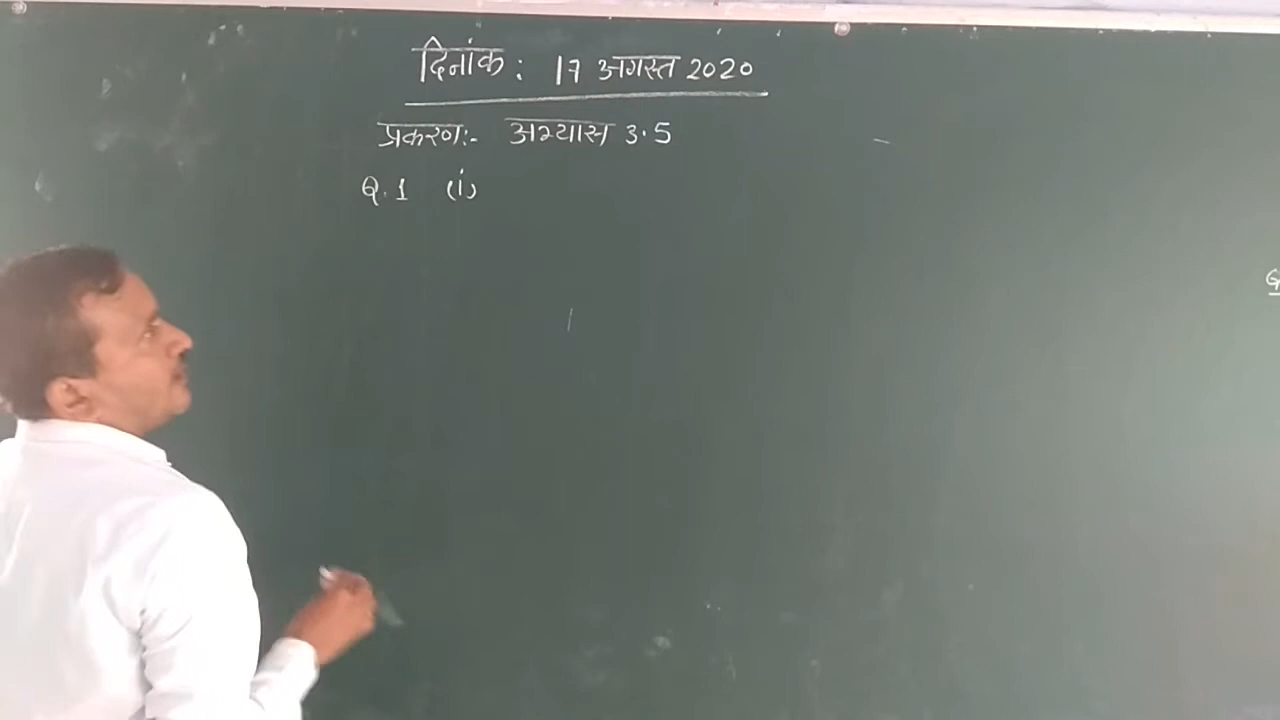 दिनांक : 17 अगस्त 2020
प्रकरण:- अभ्यास 3.5
Q. 1 (i)